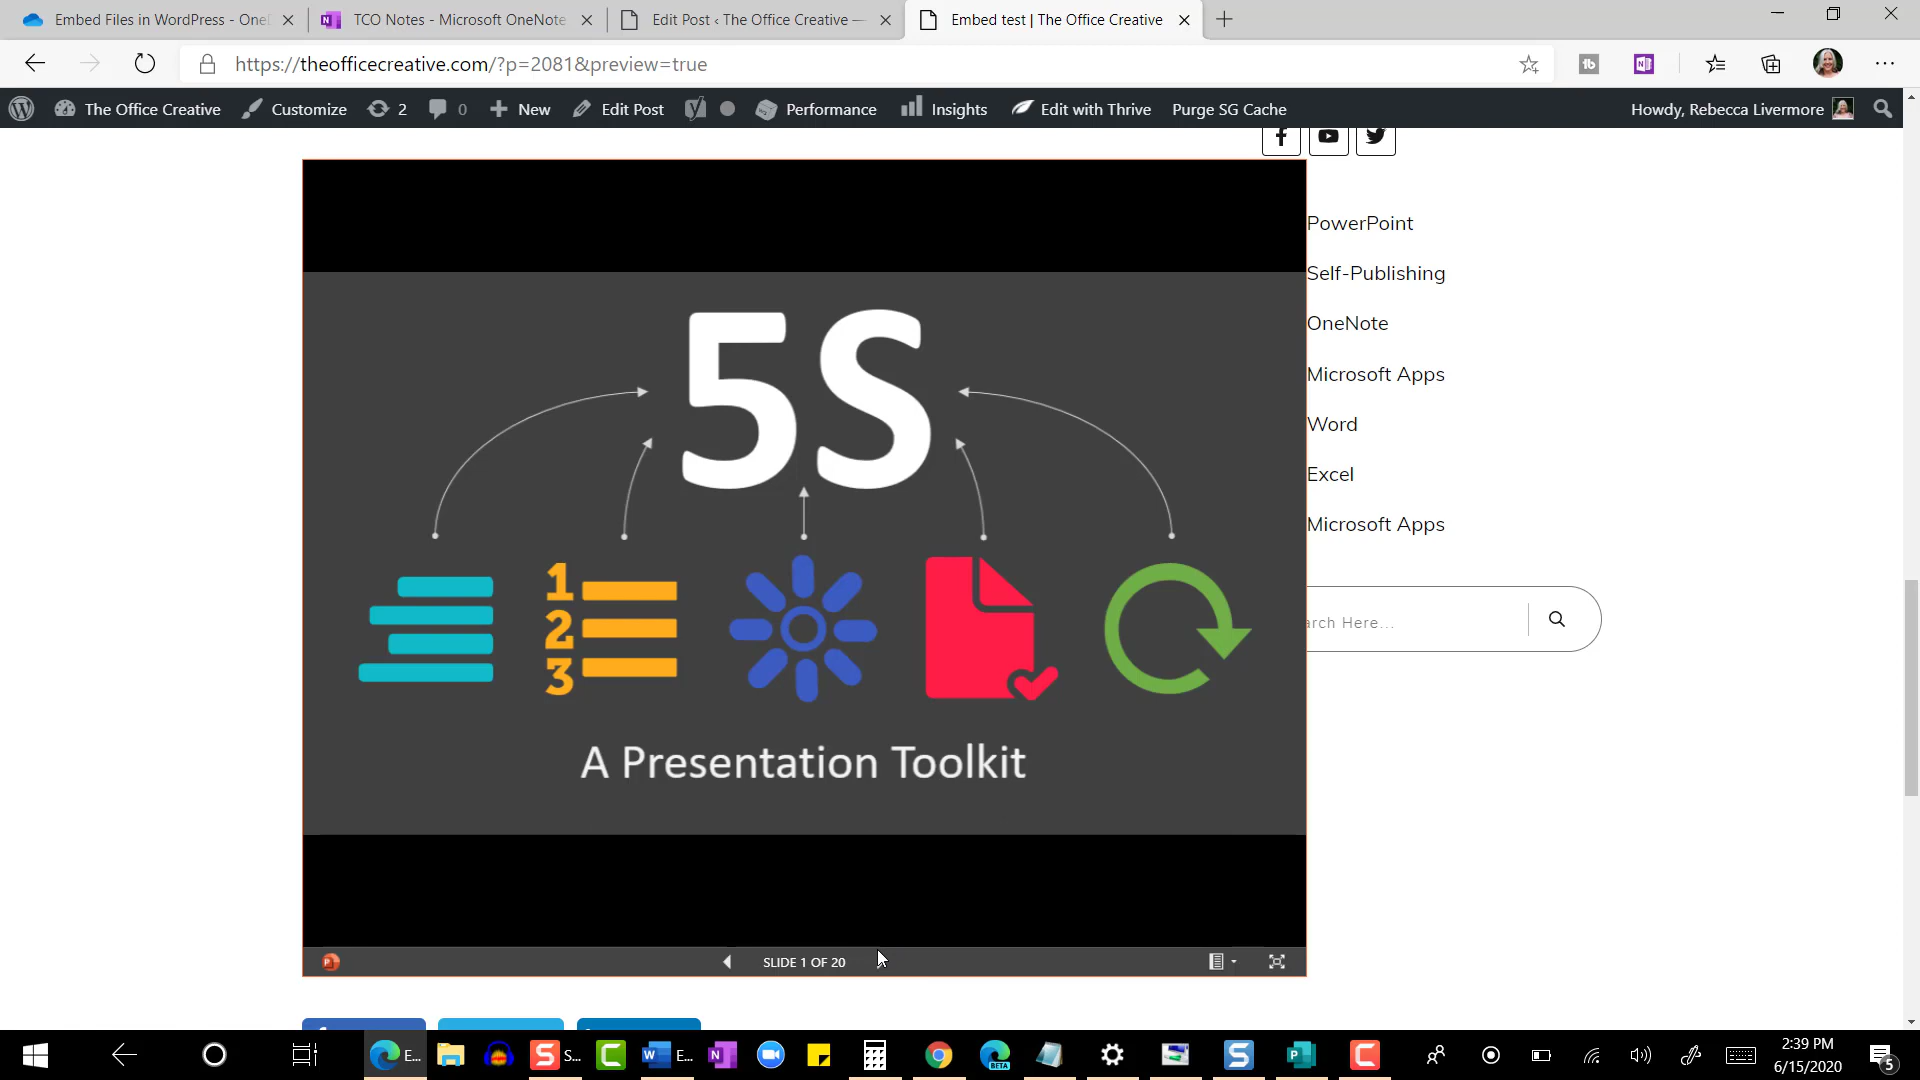 Embed Files in WordPress - One
TCO Notes - Microsoft OneNote
Edit Post ‹ The Office Creative —
Embed test | The Office Creative
https://theofficecreative.com/?p=2081&preview=true
The Office Creative
Customize
2
0
New
Edit Post
Performance
Insights
Edit with Thrive
Purge SG Cache
Howdy, Rebecca Livermore
PowerPoint
Self-Publishing
OneNote
Microsoft Apps
Word
Excel
Microsoft Apps
arch Here...
5S
1
2
3
A Presentation Toolkit
SLIDE 1 OF 20
E...
S...
E...
BETA
2:39 PM
6/15/2020
5